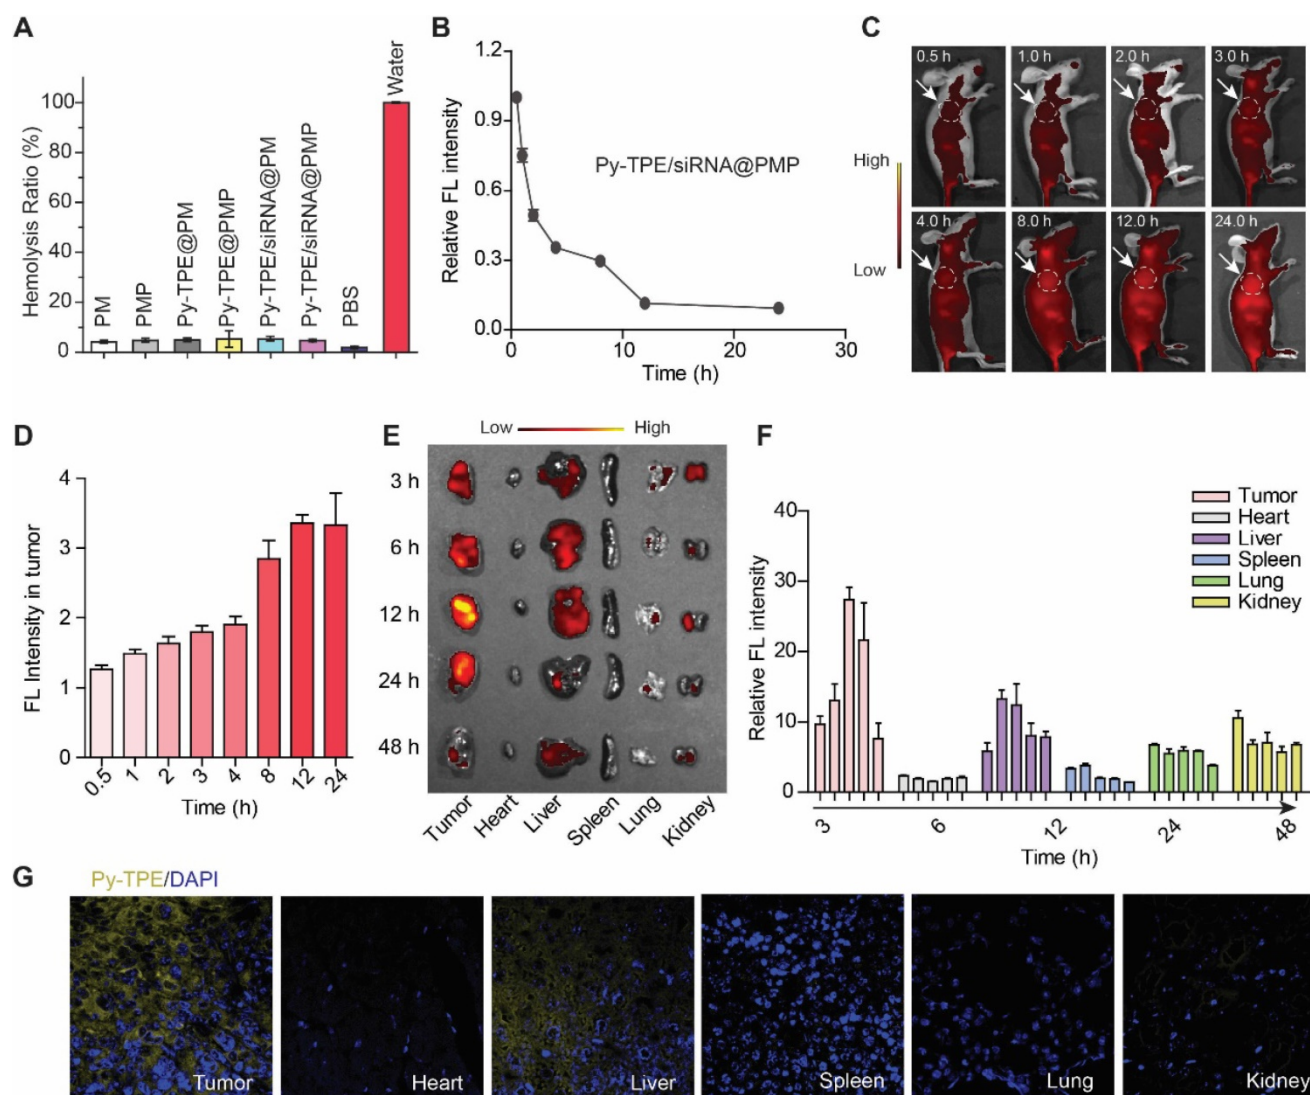 A
Hemolysis Ratio (%)
100
80
60
40
20
0
PM
PMP
Py-TPE@PM
Py-TPE@PMP
Py-TPE/siRNA@PM
Py-TPE/siRNA@PMP
PBS
Water
B
Relative FL intensity
1.2
0.9
0.6
0.3
0.0
Py-TPE/siRNA@PMP
0 10 20 30
Time (h)
C
High
Low
0.5 h 1.0 h 2.0 h 3.0 h
4.0 h 8.0 h 12.0 h 24.0 h
D
FL Intensity in tumor
4
3
2
1
0
0.5 1 2 3 4 8 12 24
Time (h)
E
Low High
3 h
6 h
12 h
24 h
48 h
Tumor Heart Liver Spleen Lung Kidney
F
Relative FL intensity
40
30
20
10
0
Tumor
Heart
Liver
Spleen
Lung
Kidney
3 6 12 24 48
Time (h)
G
Py-TPE/DAPI
Tumor Heart Liver Spleen Lung Kidney